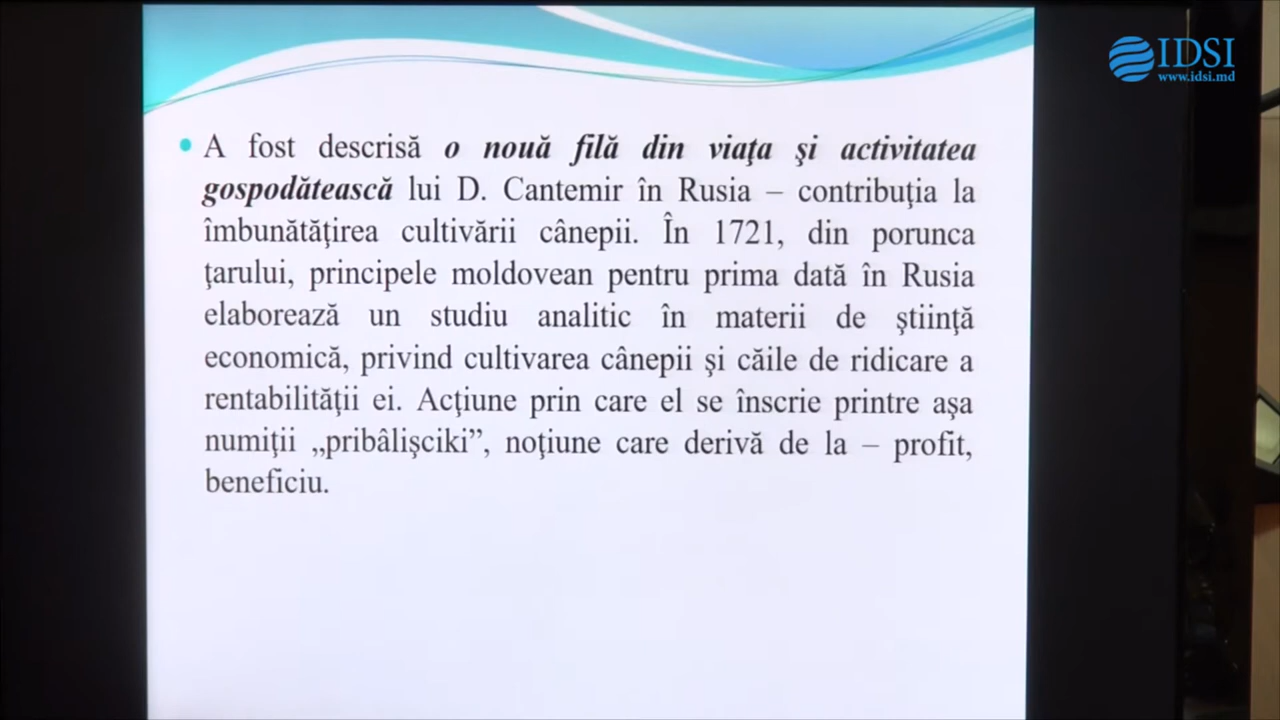 IDSI
www.idsi.md
• A fost descrisă o nouă filă din viaţa şi activitatea
gospodătească lui D. Cantemir în Rusia – contribuţia la
îmbunătăţirea cultivării cânepii. În 1721, din porunca
ţarului, principele moldovean pentru prima dată în Rusia
elaborează un studiu analitic în materii de ştiinţă
economică, privind cultivarea cânepii şi căile de ridicare a
rentabilităţii ei. Acţiune prin care el se înscrie printre aşa
numiţii „pribâlişciki”, noţiune care derivă de la – profit,
beneficiu.